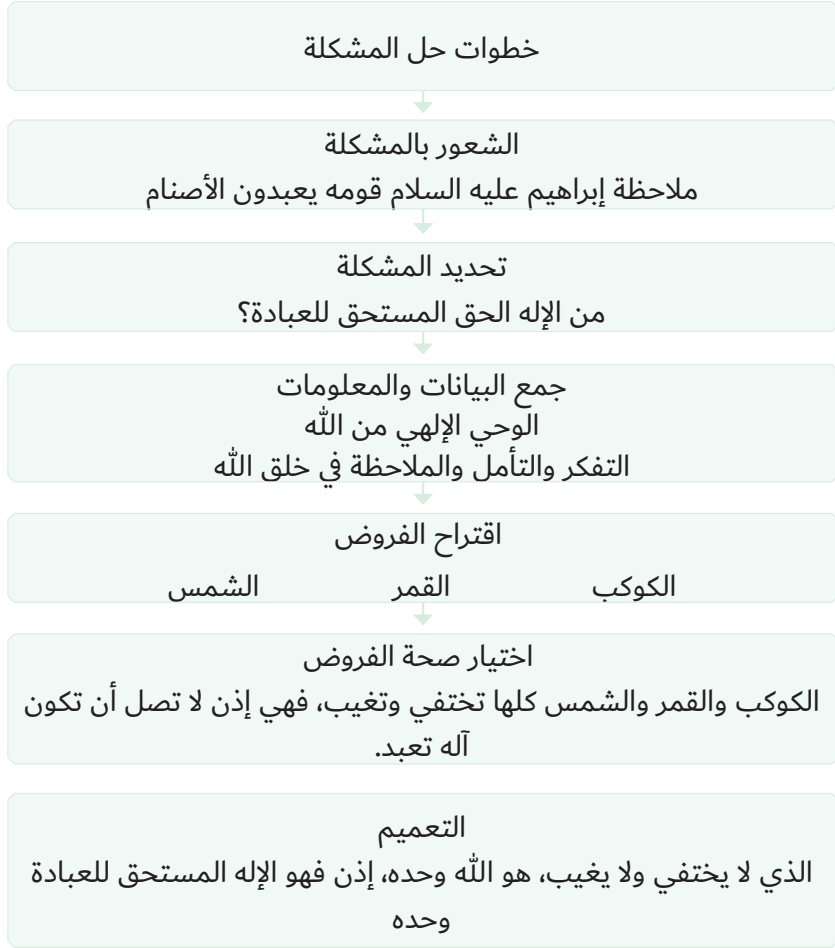 خطوات حل المشكلة
الشعور بالمشكلة
ملاحظة إبراهيم عليه السلام قومه يعبدون الأصنام
تحديد المشكلة
من الإله الحق المستحق للعبادة؟
جمع البيانات والمعلومات
الوحي الإلهي من الله
التفكر والتأمل والملاحظة في خلق الله
اقتراح الفروض
الكوكب القمر الشمس
اختيار صحة الفروض
الكوكب والقمر والشمس كلها تختفي وتغيب، فهي إذن لا تصل أن تكون
آله تعبد.
التعميم
الذي لا يختفي ولا يغيب، هو الله وحده، إذن فهو الإله المستحق للعبادة
وحده